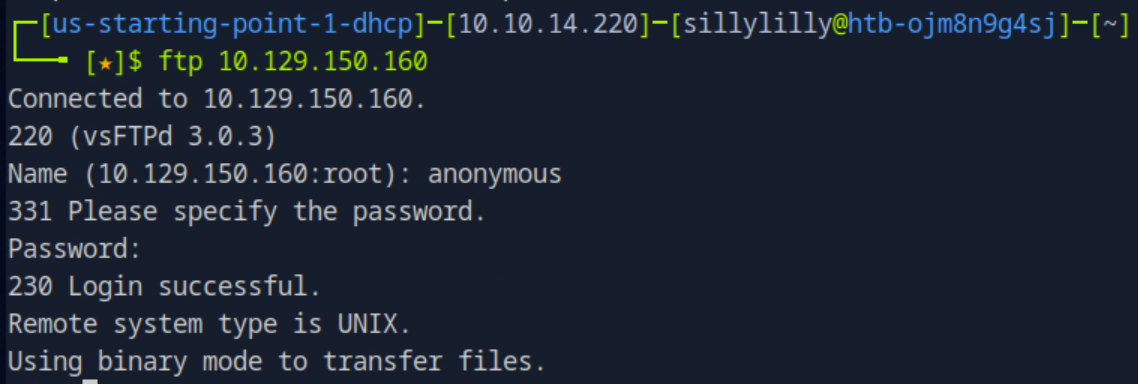 ┌─[us-starting-point-1-dhcp]─[10.10.14.220]─[sillylilly@htb-ojm8n9g4sj]─[~]
└──╼ [★]$ ftp 10.129.150.160
Connected to 10.129.150.160.
220 (vsFTPd 3.0.3)
Name (10.129.150.160:root): anonymous
331 Please specify the password.
Password:
230 Login successful.
Remote system type is UNIX.
Using binary mode to transfer files.